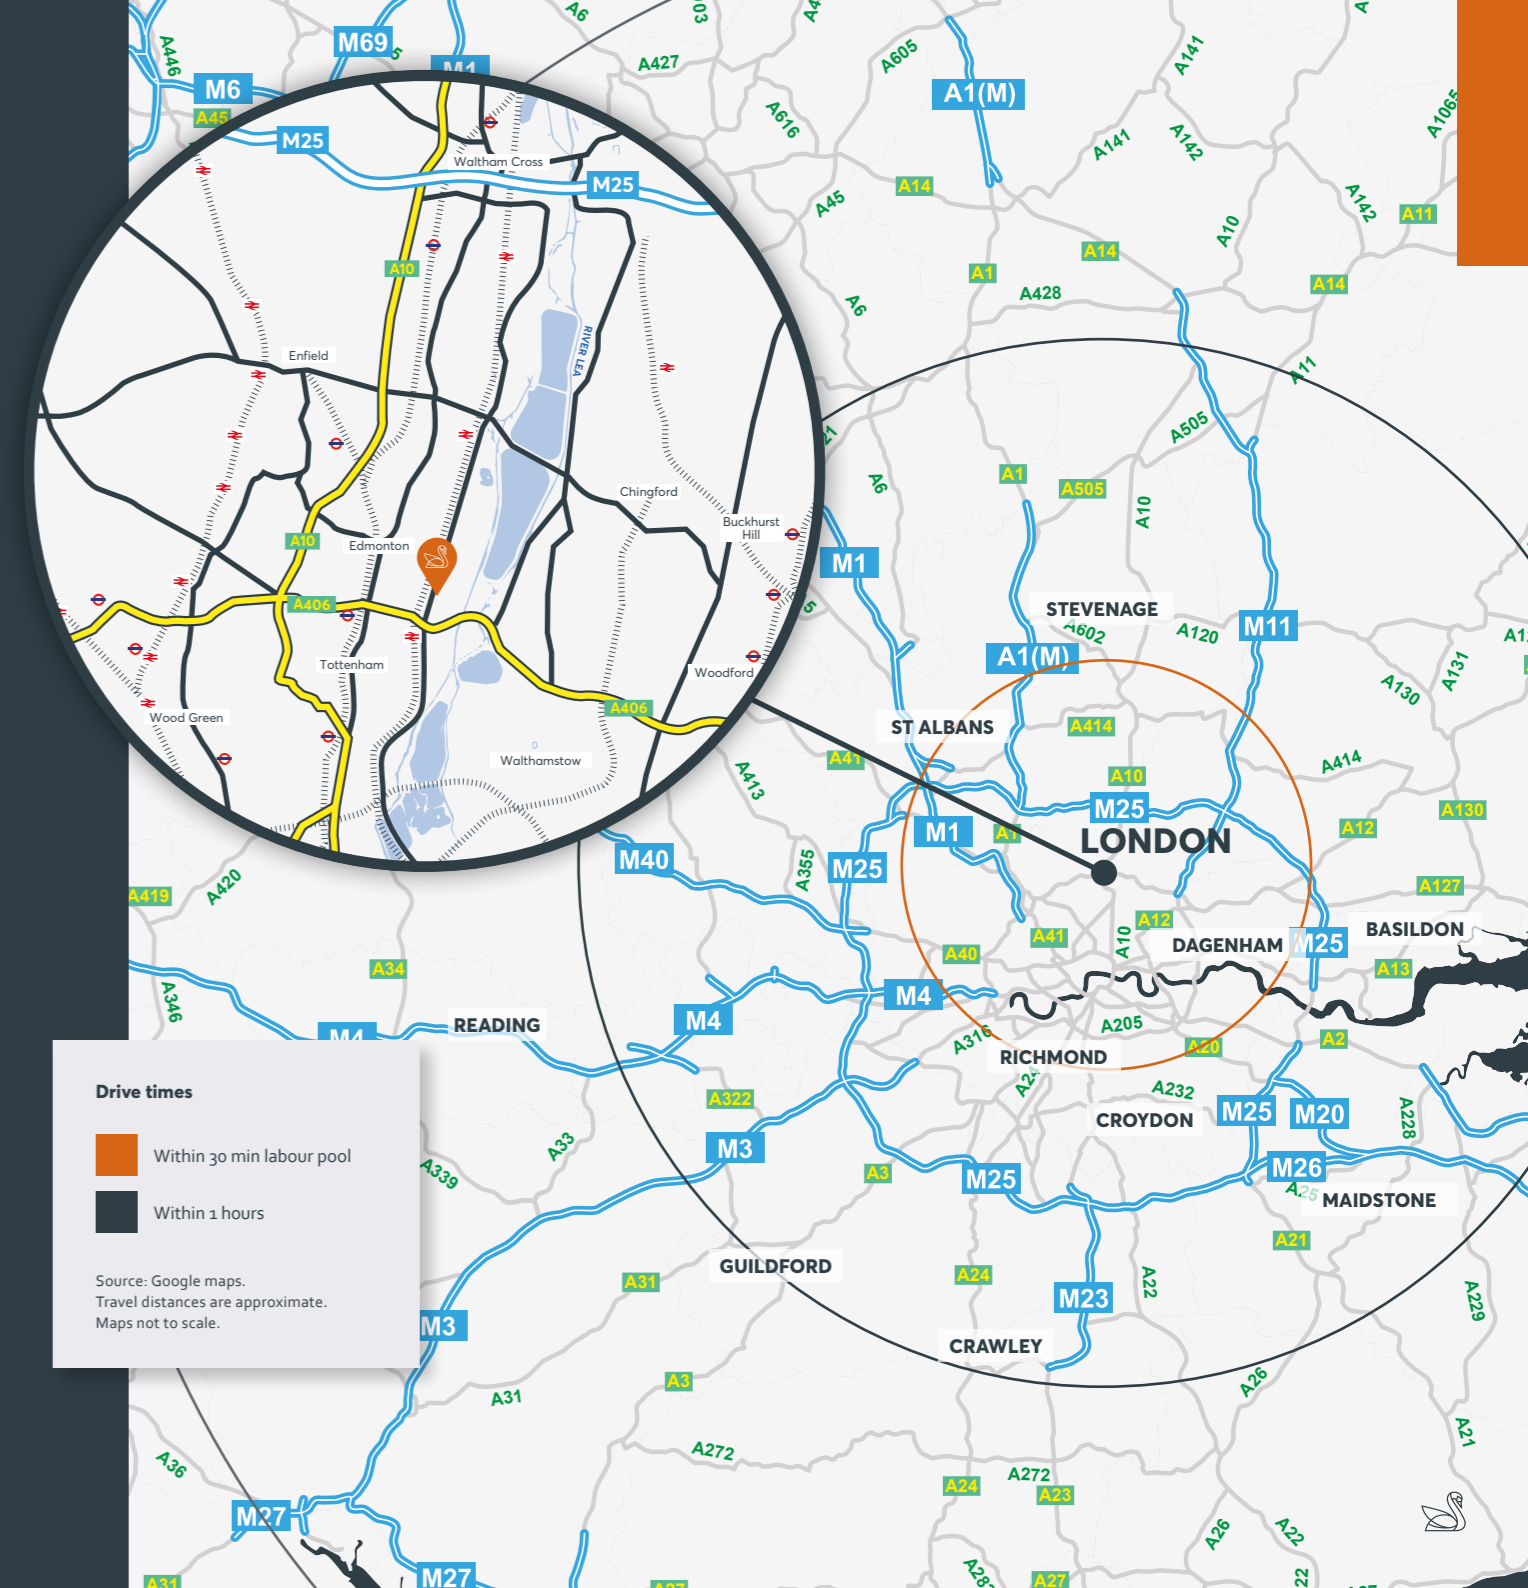 A6
M69
M1
A446
M6
A45
A427
A605
A1(M)
A141
A1065
A616
A141
A142
M25
Waltham Cross
M25
A14
A45
A142
A11
A10
A14
A10
A1
A14
A428
A6
RIVER LEA
Enfield
A11
A505
A6
A1
A505
A10
Chingford
Buckhurst
Hill
A10
Edmonton
M1
A406
STEVENAGE
A602
A120
M11
A1(M)
A131
A130
Tottenham
Woodford
A406
Wood Green
ST ALBANS
A414
Walthamstow
A41
A413
A10
A414
M25
A130
A12
M1
A1
LONDON
M40
M25
A355
A419
A420
A127
A12
A41
A10
DAGENHAM
M25
BASILDON
A40
A34
A13
A346
M4
M4
READING
M4
A205
A316
A2
A20
RICHMOND
Drive times
A322
A232
CROYDON
M25
M20
A228
Within 30 min labour pool
A33
M3
A339
A3
M25
M26
A25
MAIDSTONE
Within 1 hours
A21
GUILDFORD
Source: Google maps.
A31
A24
A22
Travel distances are approximate.
M23
A229
Maps not to scale.
M3
CRAWLEY
A3
A31
A26
A21
A272
A36
A272
A24
A23
M27
A26
A22
M27
A31
A27